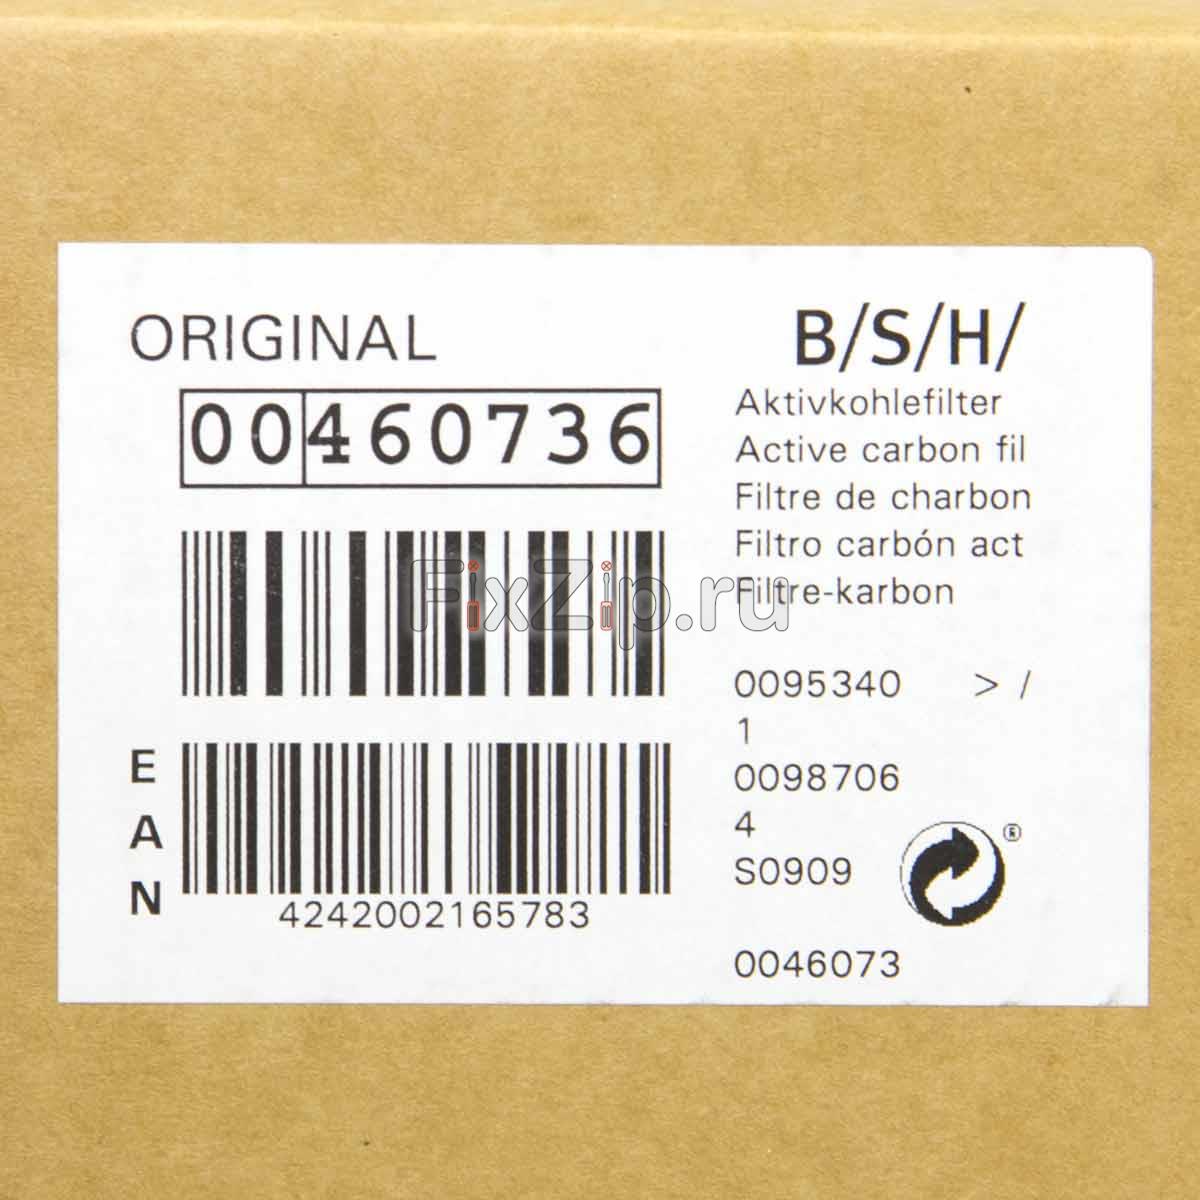 ORIGINAL
B/S/H/
00460736
Aktivkohlefilter
Active carbon fil
Filtre de charbon
Filtro carbón act
Filtre-karbon
FixZip.ru
0095340 > /
1
0098706
4
S0909
0046073
EAN
4242002165783
®